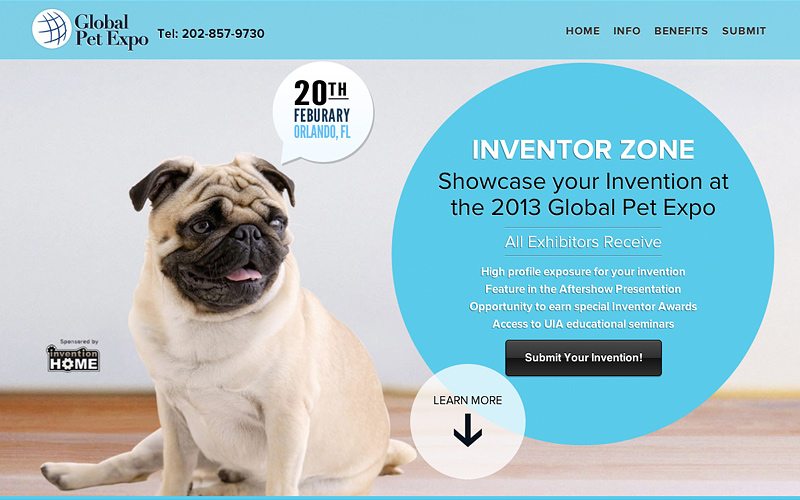 Global
Pet Expo
Tel: 202-857-9730
HOME INFO BENEFITS SUBMIT
20TH
FEBURARY
ORLANDO, FL
INVENTOR ZONE
Showcase your Invention at
the 2013 Global Pet Expo
All Exhibitors Receive
High profile exposure for your invention
Feature in the Aftershow Presentation
Opportunity to earn special Inventor Awards
Access to UIA educational seminars
Submit Your Invention!
Sponsored by
invention
HOME
LEARN MORE